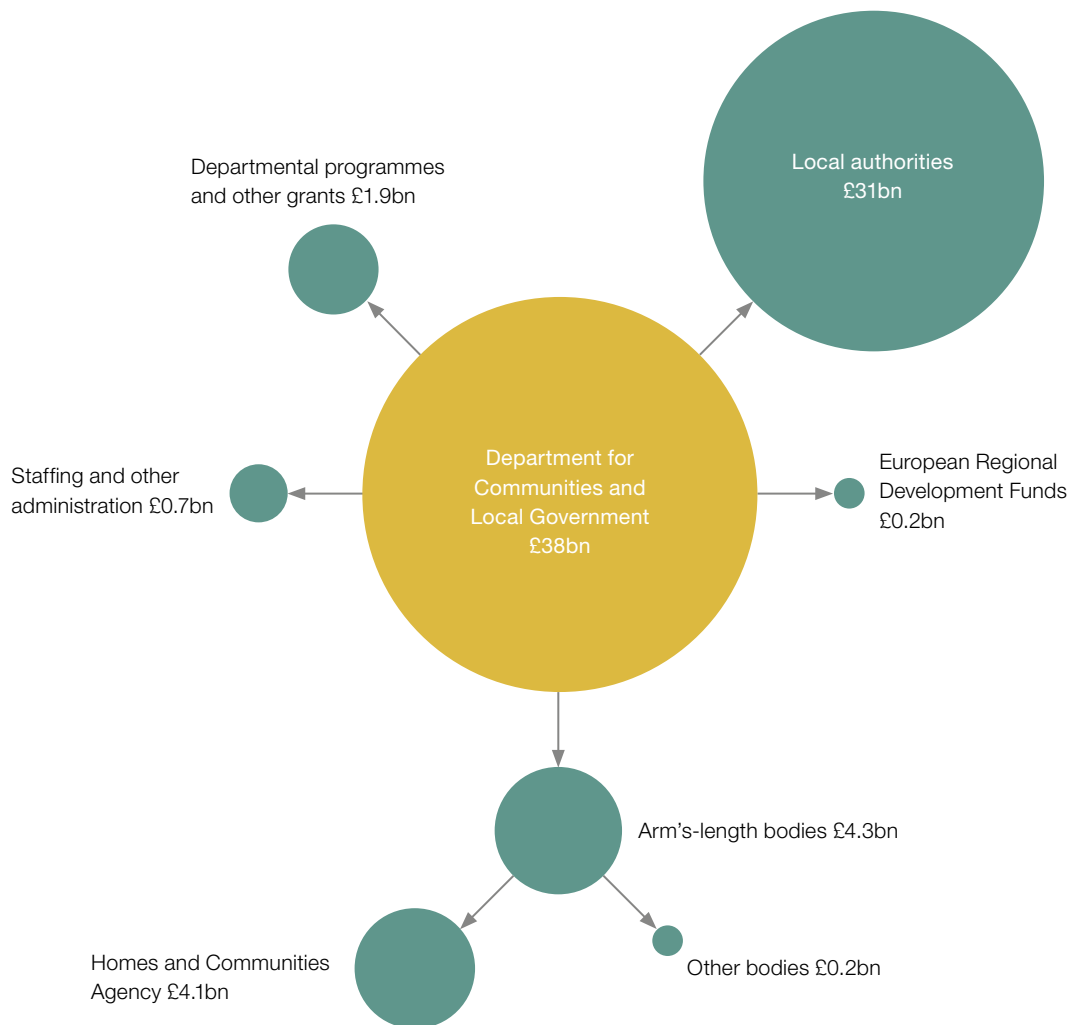 Local authorities
£31bn
Departmental programmes
and other grants £1.9bn
Department for
Communities and
Local Government
£38bn
Staffing and other
administration £0.7bn
European Regional
Development Funds
£0.2bn
Arm's-length bodies £4.3bn
Homes and Communities
Agency £4.1bn
Other bodies £0.2bn